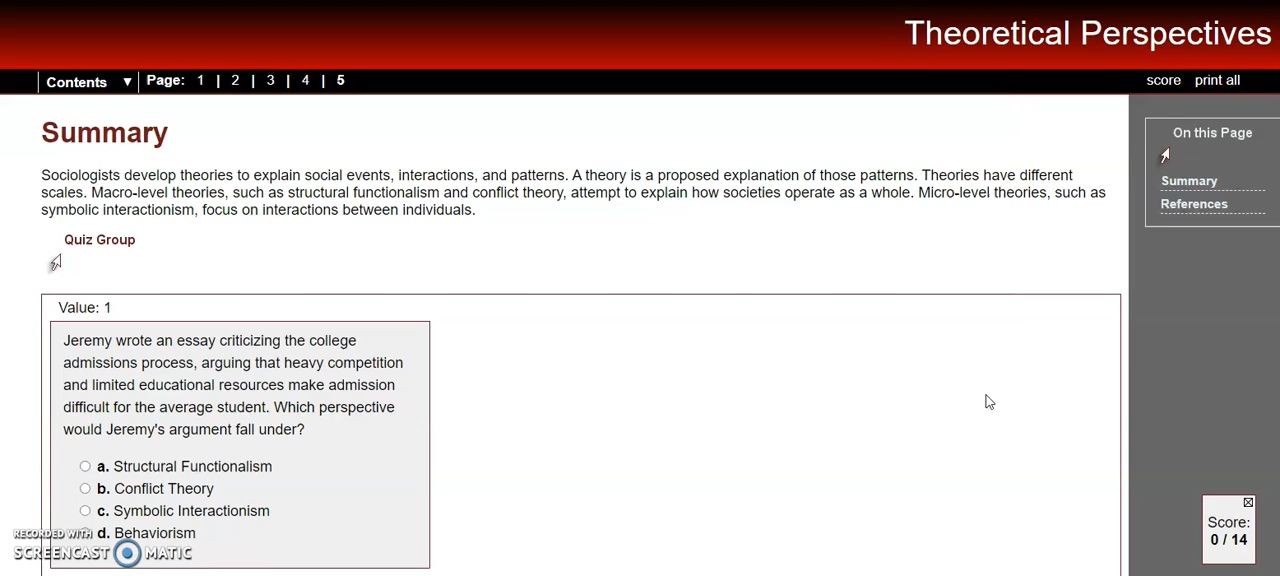 Theoretical Perspectives
Contents ▼ Page: 1 | 2 | 3 | 4 | 5
score print all
Summary
Sociologists develop theories to explain social events, interactions, and patterns. A theory is a proposed explanation of those patterns. Theories have different
scales. Macro-level theories, such as structural functionalism and conflict theory, attempt to explain how societies operate as a whole. Micro-level theories, such as
symbolic interactionism, focus on interactions between individuals.
Quiz Group
Value: 1
Jeremy wrote an essay criticizing the college
admissions process, arguing that heavy competition
and limited educational resources make admission
difficult for the average student. Which perspective
would Jeremy's argument fall under?
a. Structural Functionalism
b. Conflict Theory
c. Symbolic Interactionism
d. Behaviorism
On this Page
Summary
References
Score:
0 / 14
RECORDED WITH
SCREENCAST MATIC